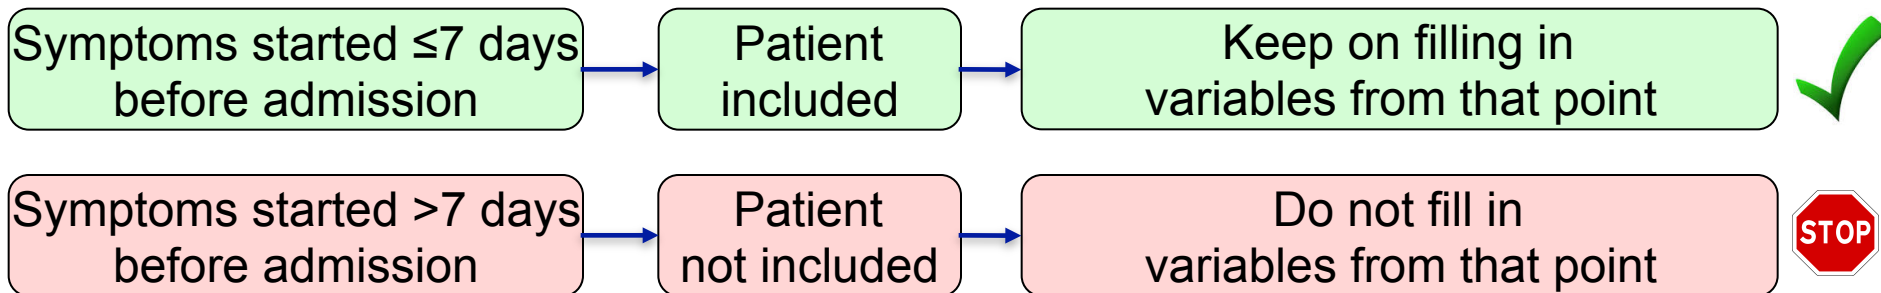 Symptoms started ≤7 days
before admission
Patient
included
Keep on filling in
variables from that point
Symptoms started >7 days
before admission
Patient
not included
Do not fill in
variables from that point
STOP